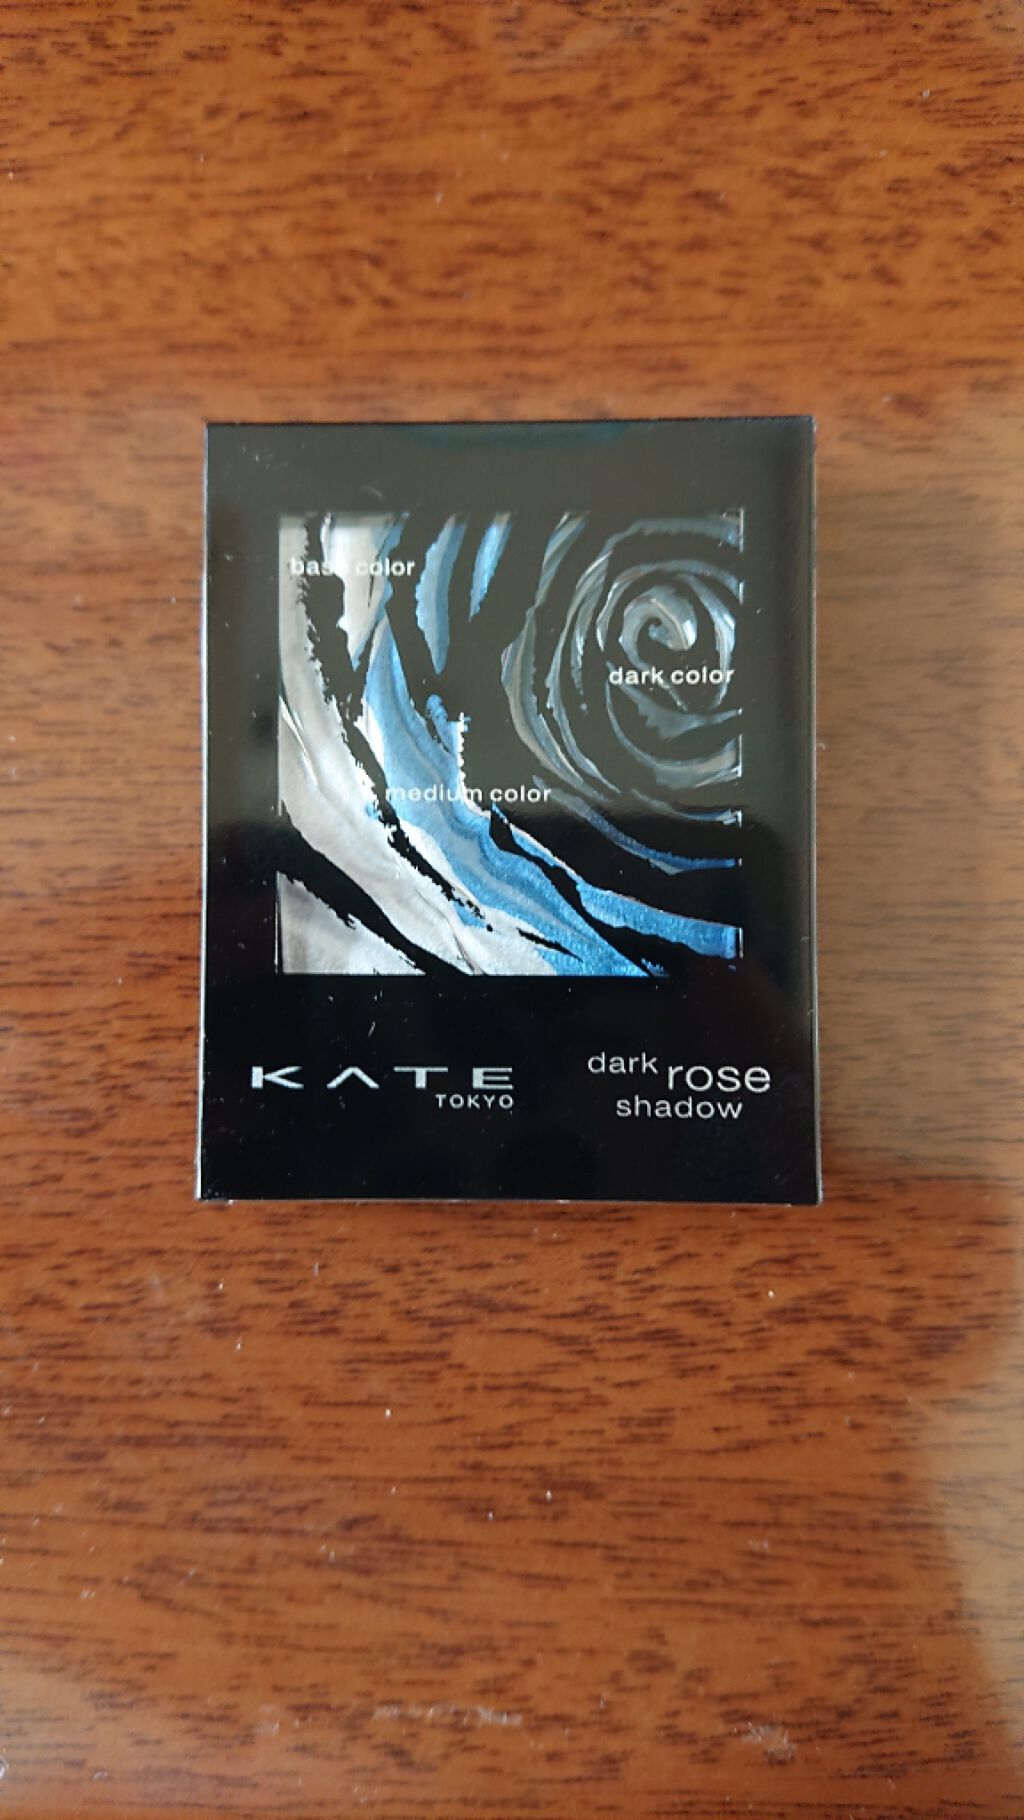 base color
dark color
medium color
KATE
TOKYO
dark rose
shadow